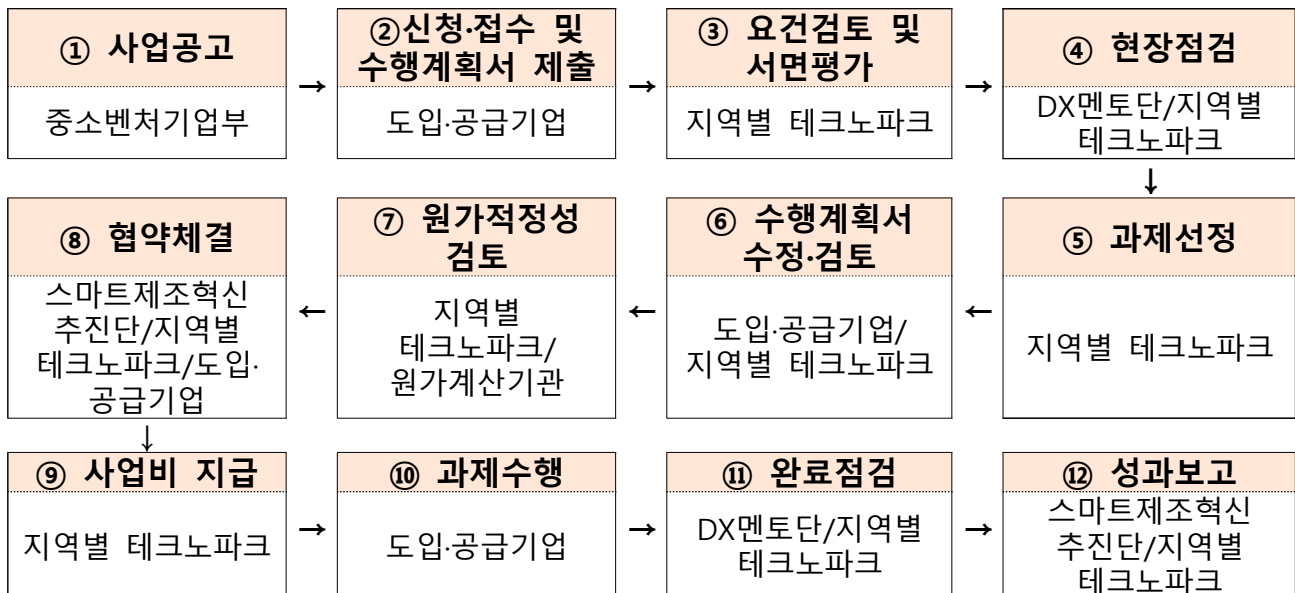 ① 사업공고
중소벤처기업부
→
②신청·접수 및
수행계획서 제출
도입·공급기업
→
③ 요건검토 및
서면평가
지역별 테크노파크
→
④ 현장점검
DX멘토단/지역별
테크노파크
↓
⑤ 과제선정
지역별 테크노파크
←
⑥ 수행계획서
수정·검토
도입·공급기업/
지역별 테크노파크
←
⑦ 원가적정성
검토
지역별
테크노파크/
원가계산기관
←
⑧ 협약체결
스마트제조혁신
추진단/지역별
테크노파크/도입·
공급기업
↓
⑨ 사업비 지급
지역별 테크노파크
→
⑩ 과제수행
도입·공급기업
→
⑪ 완료점검
DX멘토단/지역별
테크노파크
→
⑫ 성과보고
스마트제조혁신
추진단/지역별
테크노파크